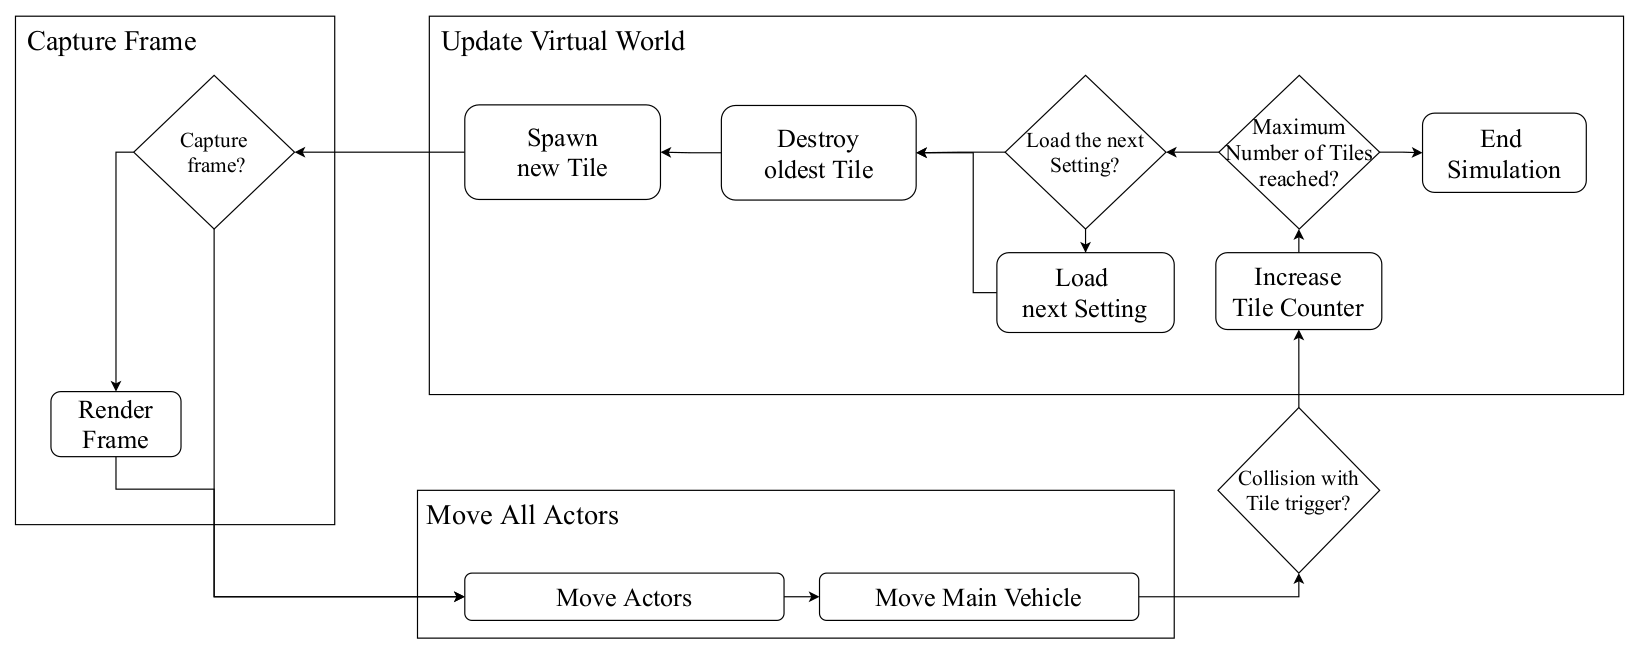 Capture Frame
Capture
frame?
Render
Frame
Update Virtual World
Spawn
new Tile
Destroy
oldest Tile
Load the next
Setting?
Load
next Setting
Maximum
Number of Tiles
reached?
End
Simulation
Increase
Tile Counter
Collision with
Tile trigger?
Move All Actors
Move Actors
Move Main Vehicle